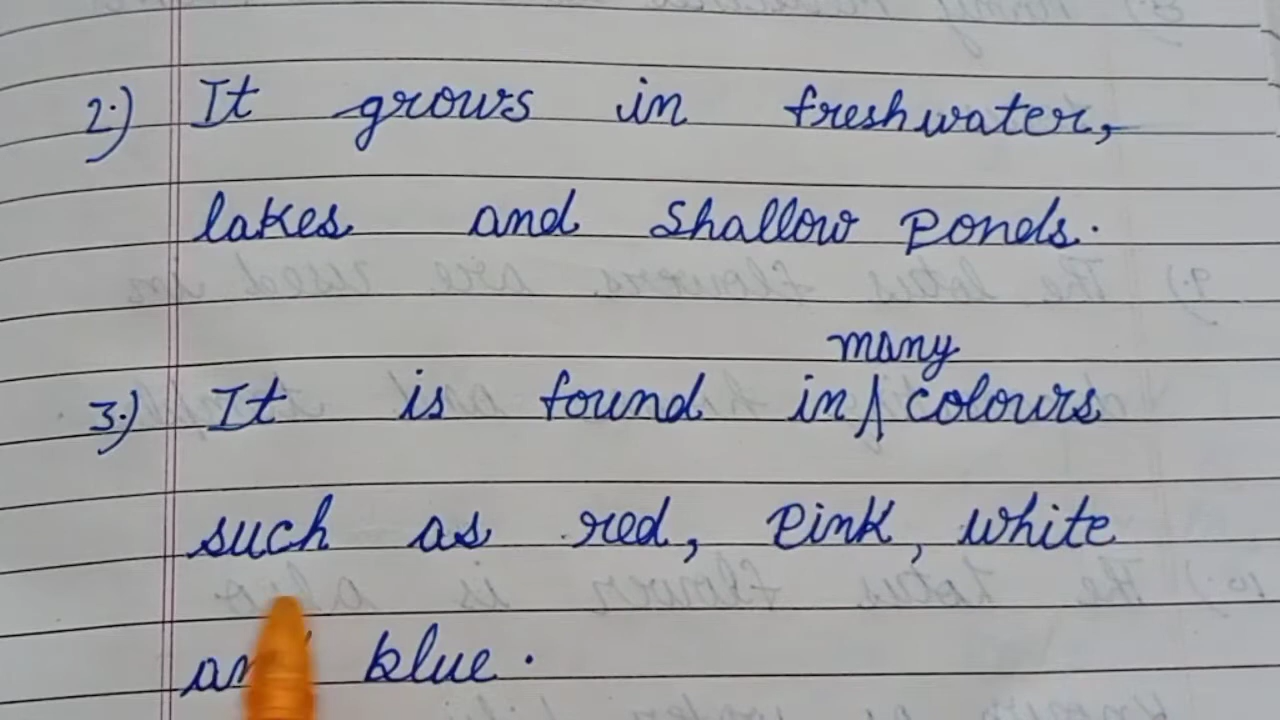 2.) It grows in freshwater,
lakes and shallow ponds.
3.) It is found in many colours
such as red, pink, white
and blue.